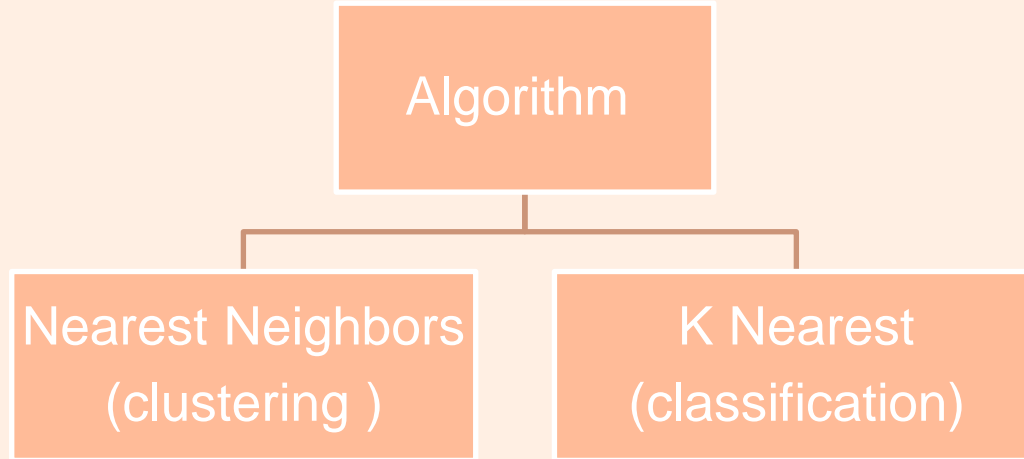 Algorithm
Nearest Neighbors
(clustering )
K Nearest
(classification)